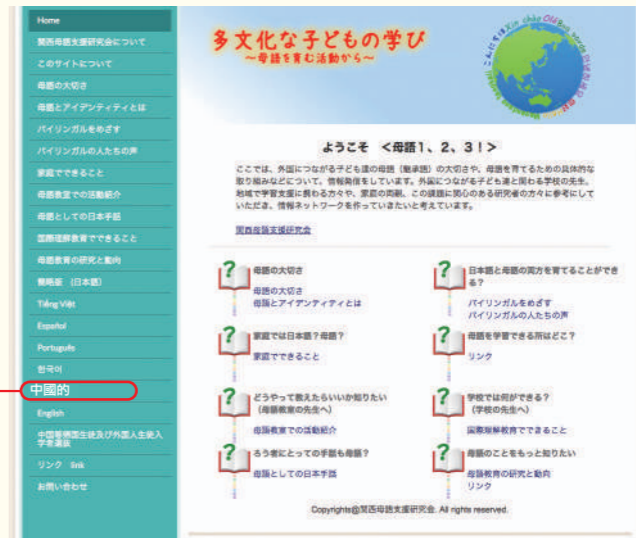 Home
関西母語支援研究会について
このサイトについて
母語の大切さ
母語とアイデンティティとは
バイリンガルをめざす
バイリンガルの人たちの声
家庭でできること
母語教室での活動紹介
母語としての日本手話
国際理解教育でできること
母語教育の研究と動向
簡略版 (日本語)
Tiếng Việt
Español
Português
한국어
中國的
English
中国等帰国生徒及び外国人生徒入
学者選抜
リンク link
お問い合わせ
多文化な子どもの学び
～母語を育む活動から～
ようこそ <母語1、2、3！>
ここでは、外国につながる子ども達の母語（継承語）の大切さや、母語を育てるための具体的な
取り組みなどについて、情報発信をしています。外国につながる子ども達と関わる学校の先生、
地域で学習支援に携わる方々や、家庭の両親、この課題に関心のある研究者の方々に参考にして
いただき、情報ネットワークを作っていきたいと考えています。
関西母語支援研究会
母語の大切さ
母語の大切さ
母語とアイデンティティとは
日本語と母語の両方を育てることができ
る？
バイリンガルをめざす
バイリンガルの人たちの声
家庭では日本語？母語？
家庭でできること
母語を学習できる所はどこ？
リンク
どうやって教えたらいいか知りたい
（母語教室の先生へ）
母語教室での活動紹介
学校では何ができる？
（学校の先生へ）
国際理解教育でできること
ろう者にとっての手話も母語？
母語としての日本手話
母語のことをもっと知りたい
母語教育の研究と動向
リンク
Copyrights@関西母語支援研究会. All rights reserved.